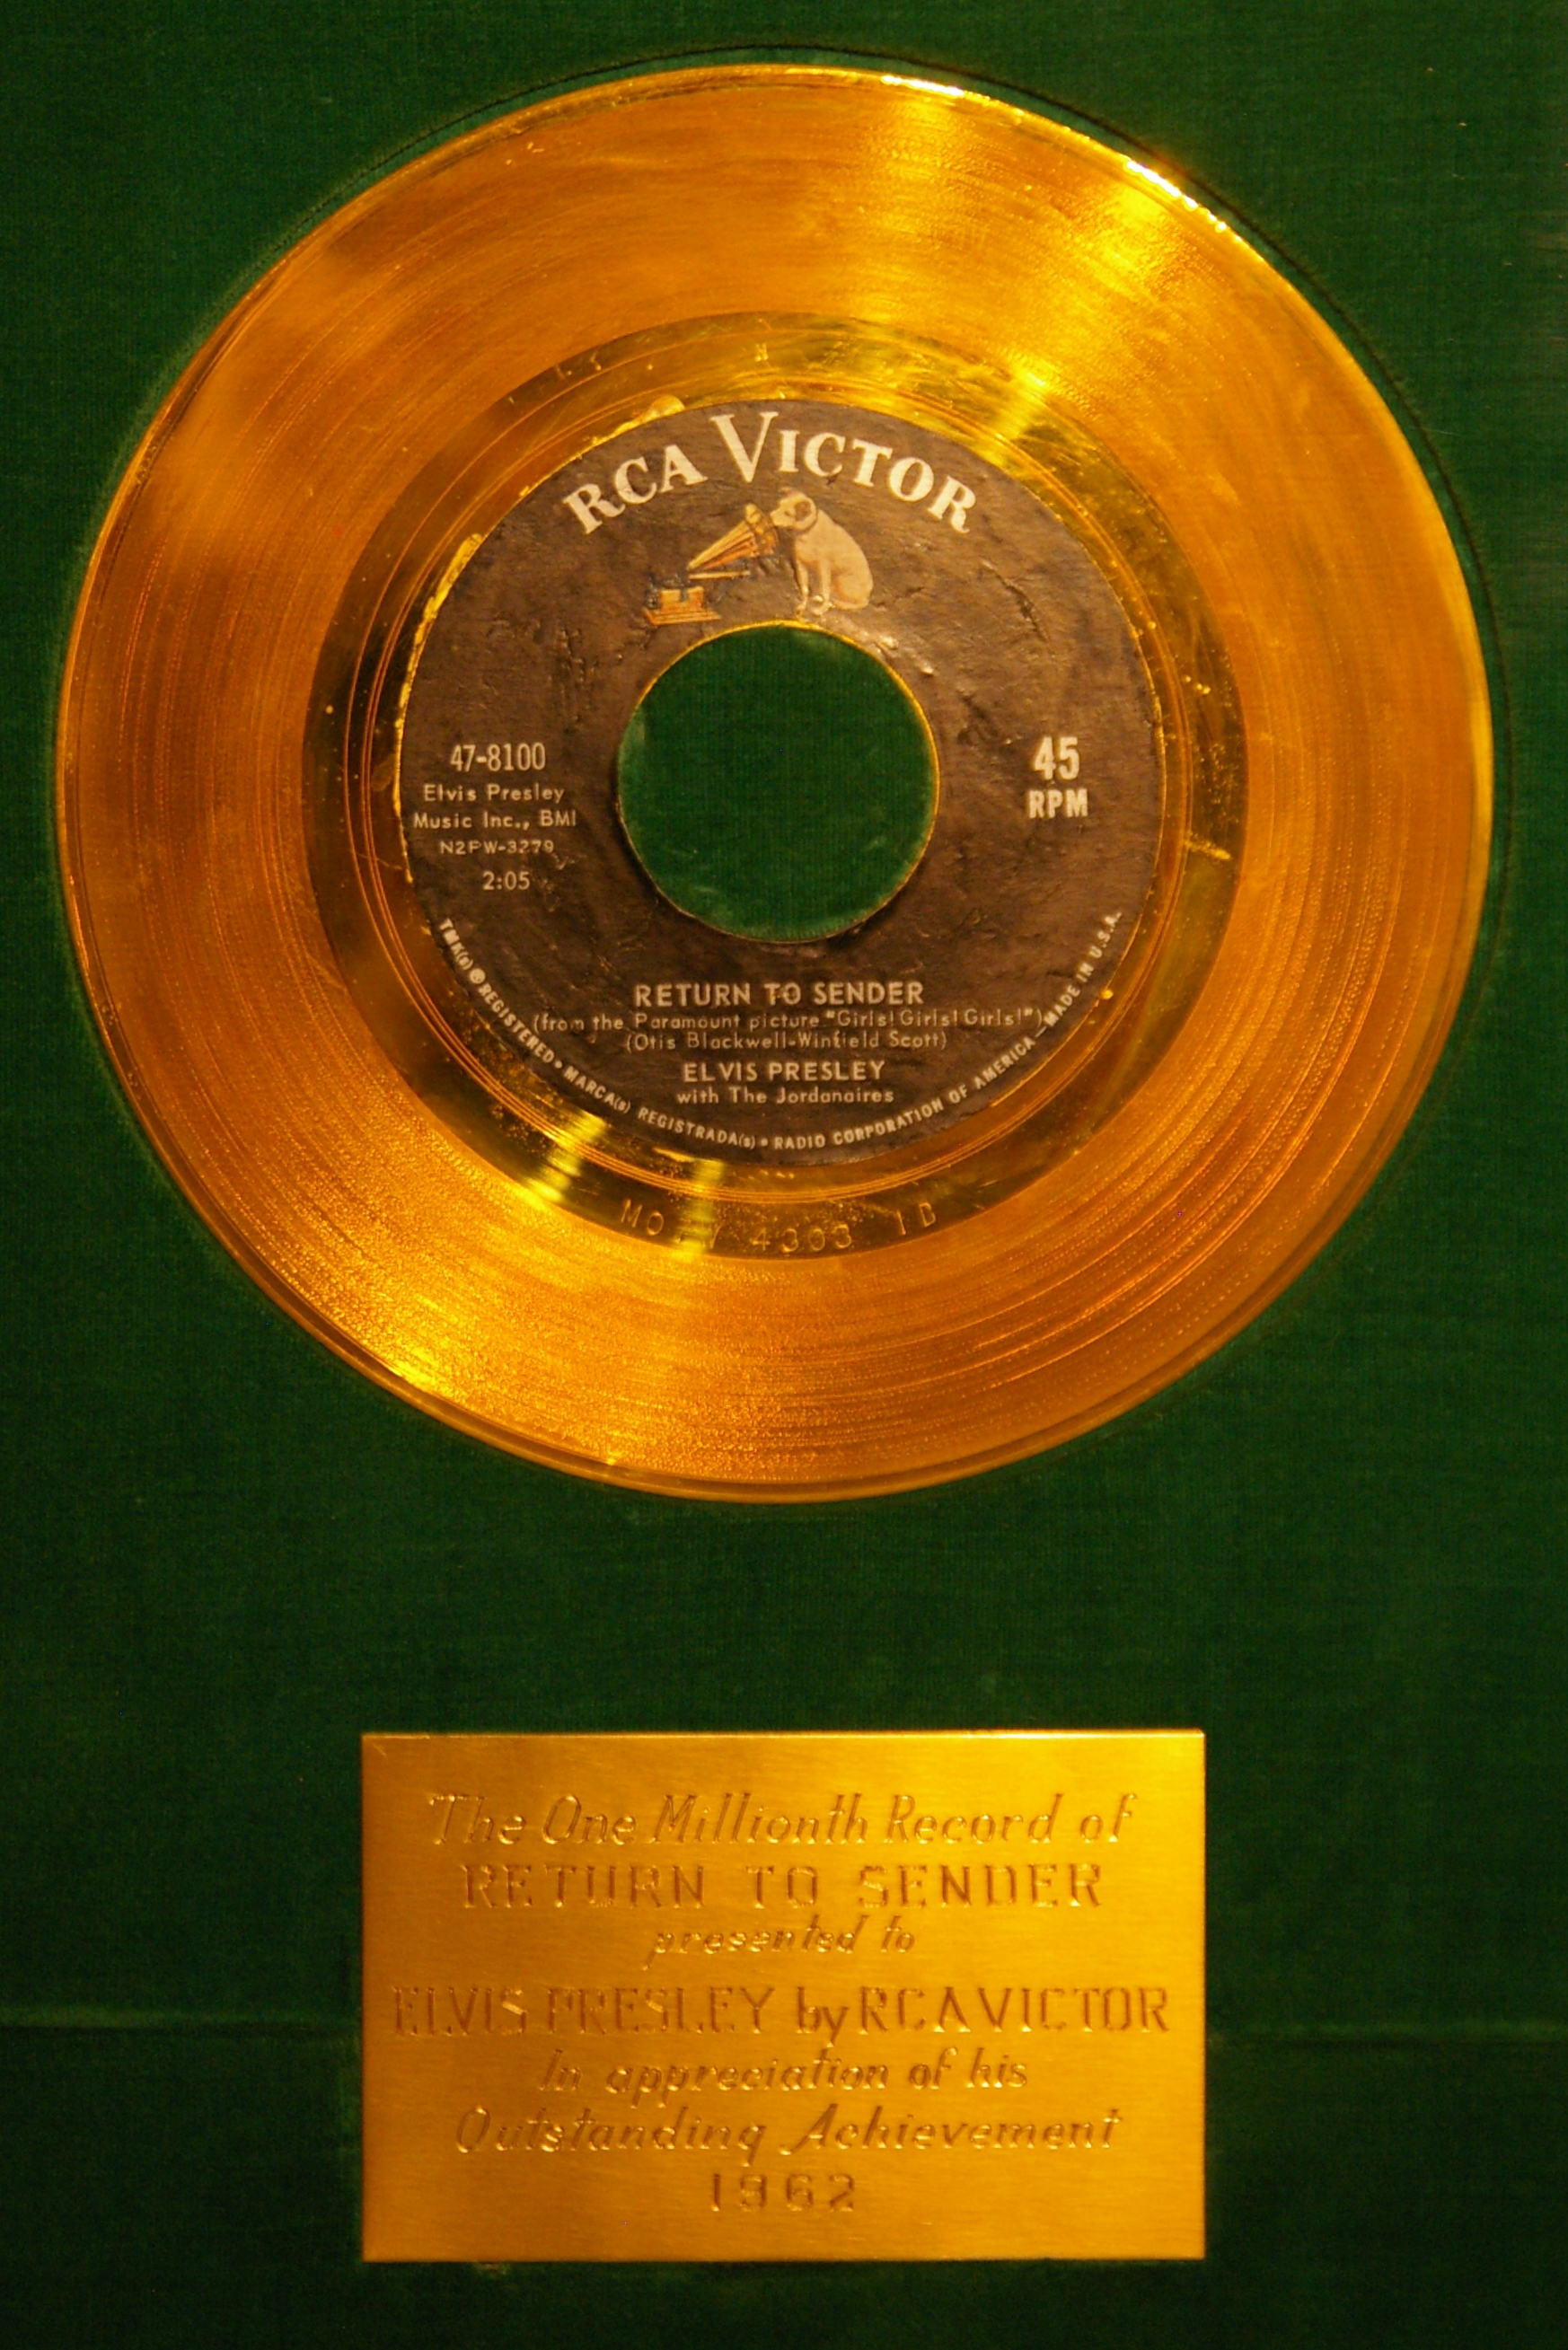 RCA VICTOR
47-8100
Elvis Presley
Music Inc., BMI
N2PW-3279
2:05
45
RPM
RETURN TO SENDER
(from the Paramount picture "Girls! Girls! Girls!")
(Otis Blackwell-Winfield Scott)
ELVIS PRESLEY
with The Jordanaires
TMK(s) ® REGISTERED • MARCA(s) REGISTRADA(s) • RADIO CORPORATION OF AMERICA — MADE IN U.S.A.
4303
The One Millionth Record of
RETURN TO SENDER
presented to
ELVIS PRESLEY by RCA VICTOR
In appreciation of his
Outstanding Achievement
1962